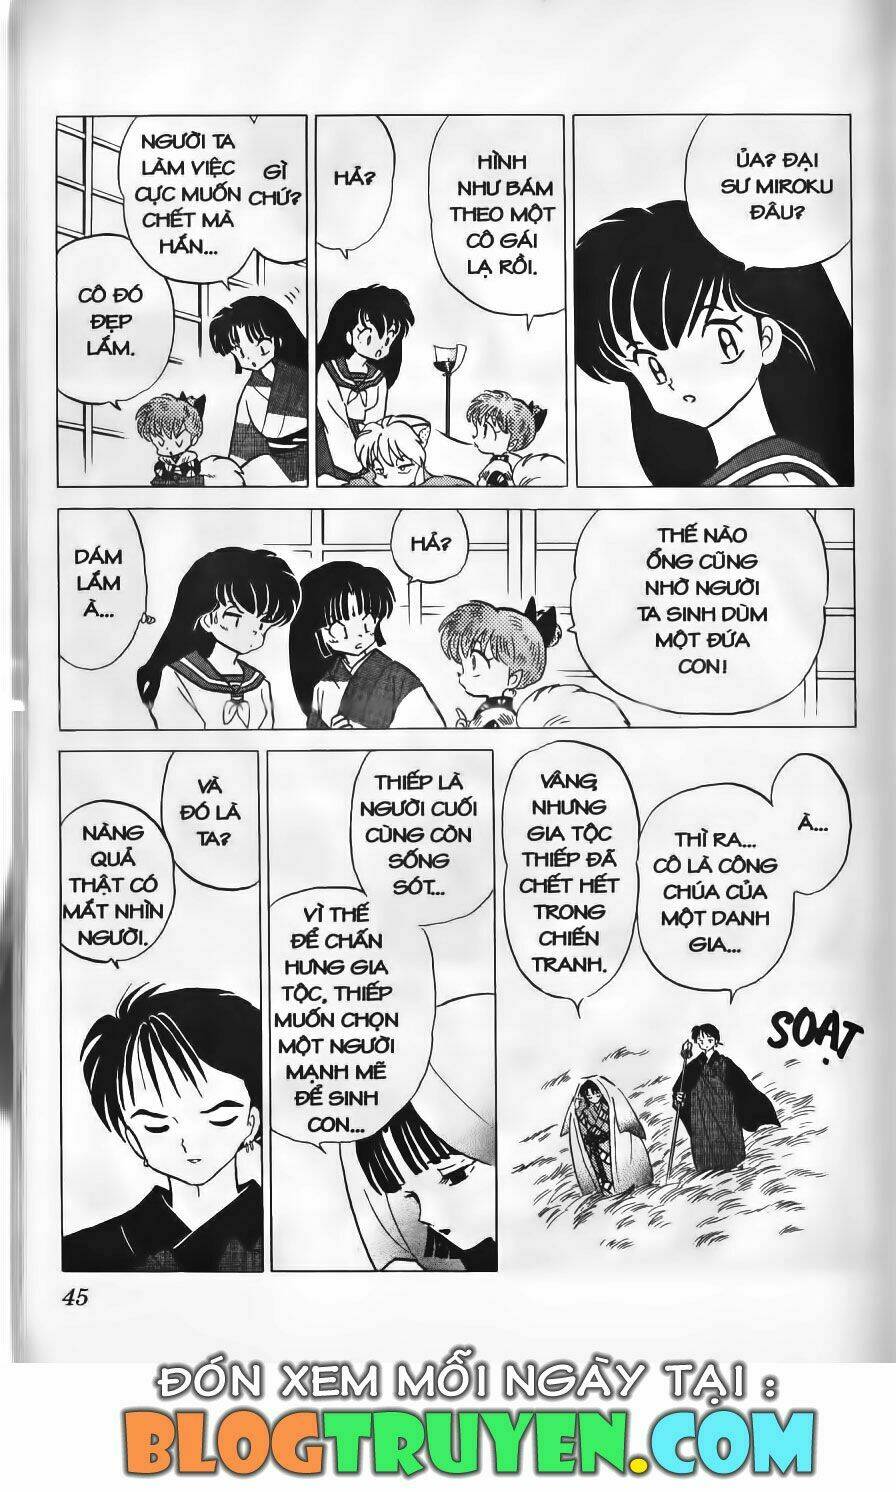 ỦA? ĐẠI
SƯ MIROKU
ĐÂU?
HÌNH
NHƯ BÁM
THEO MỘT
CÔ GÁI
LẠ RỒI.
HẢ?
GÌ
CHỨ?
NGƯỜI TA
LÀM VIỆC
CỰC MUỐN
CHẾT MÀ
HẮN...
CÔ ĐÓ
ĐẸP
LẮM.
THẾ NÀO
ỔNG CŨNG
NHỜ NGƯỜI
TA SINH DÙM
MỘT ĐỨA
CON!
HẢ?
DÁM
LẮM
À...
À...
THÌ RA...
CÔ LÀ CÔNG
CHÚA CỦA
MỘT DANH
GIA...
VÂNG,
NHƯNG
GIA TỘC
THIẾP ĐÃ
CHẾT HẾT
TRONG
CHIẾN
TRANH.
SOẠT
THIẾP LÀ
NGƯỜI CUỐI
CÙNG CÒN
SỐNG
SÓT...
VÌ THẾ
ĐỂ CHẤN
HƯNG GIA
TỘC, THIẾP
MUỐN CHỌN
MỘT NGƯỜI
MẠNH MẼ
ĐỂ SINH
CON...
VÀ
ĐÓ LÀ
TA?
NÀNG
QUẢ
THẬT CÓ
MẮT NHÌN
NGƯỜI.
45
ĐÓN XEM MỖI NGÀY TẠI :
BLOGTRUYEN.COM